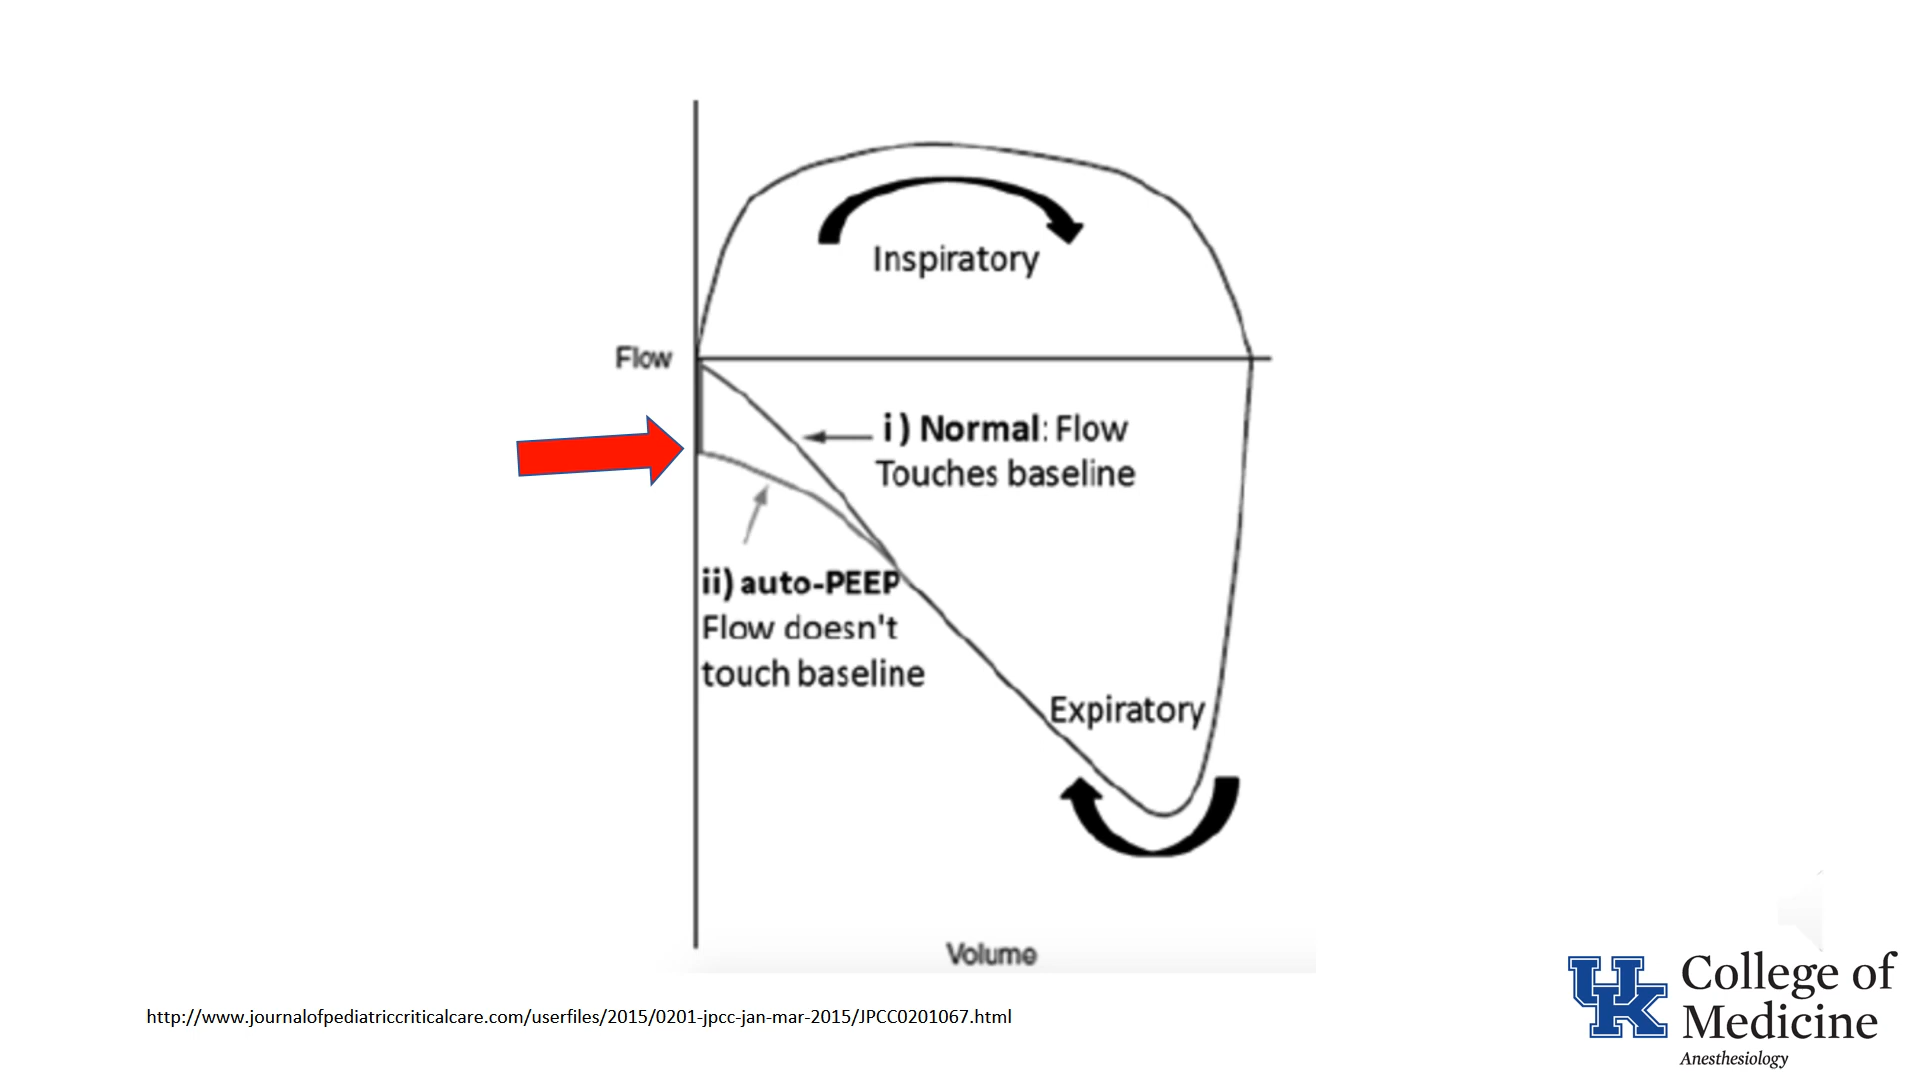 Inspiratory
Flow
i) Normal: Flow
Touches baseline
ii) auto-PEEP
Flow doesn't
touch baseline
Expiratory
Volume
http://www.journalofpediatriccriticalcare.com/userfiles/2015/0201-jpcc-jan-mar-2015/JPCC0201067.html
UK
College of
Medicine
Anesthesiology